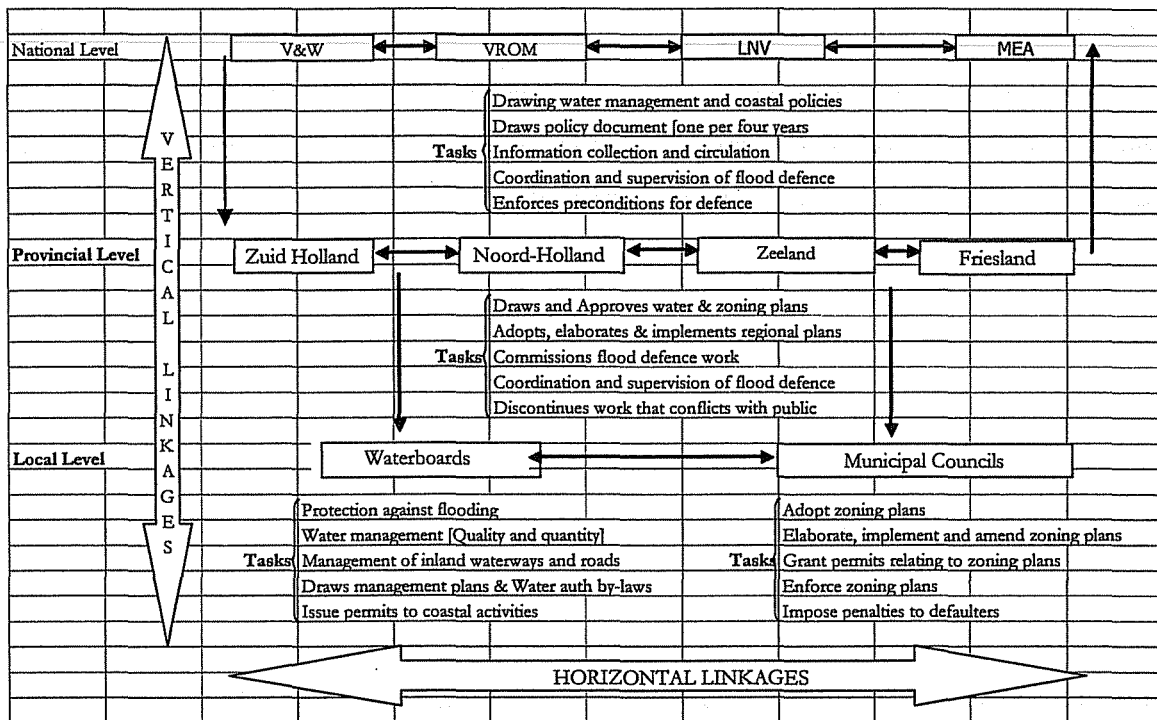 National Level V&W VROM LNV MEA
Drawing water management and coastal policies
Draws policy document [one per four years
Tasks Information collection and circulation
Coordination and supervision of flood defence
Enforces preconditions for defence
VERTICAL LINKAGES
Provincial Level Zuid Holland Noord-Holland Zeeland Friesland
Draws and Approves water & zoning plans
Adopts, elaborates & implements regional plans
Tasks Commissions flood defence work
Coordination and supervision of flood defence
Discontinues work that conflicts with public
Local Level Waterboards Municipal Councils
Protection against flooding
Water management [Quality and quantity]
Tasks Management of inland waterways and roads
Draws management plans & Water auth by-laws
Issue permits to coastal activities
Adopt zoning plans
Elaborate, implement and amend zoning plans
Tasks Grant permits relating to zoning plans
Enforce zoning plans
Impose penalties to defaulters
HORIZONTAL LINKAGES